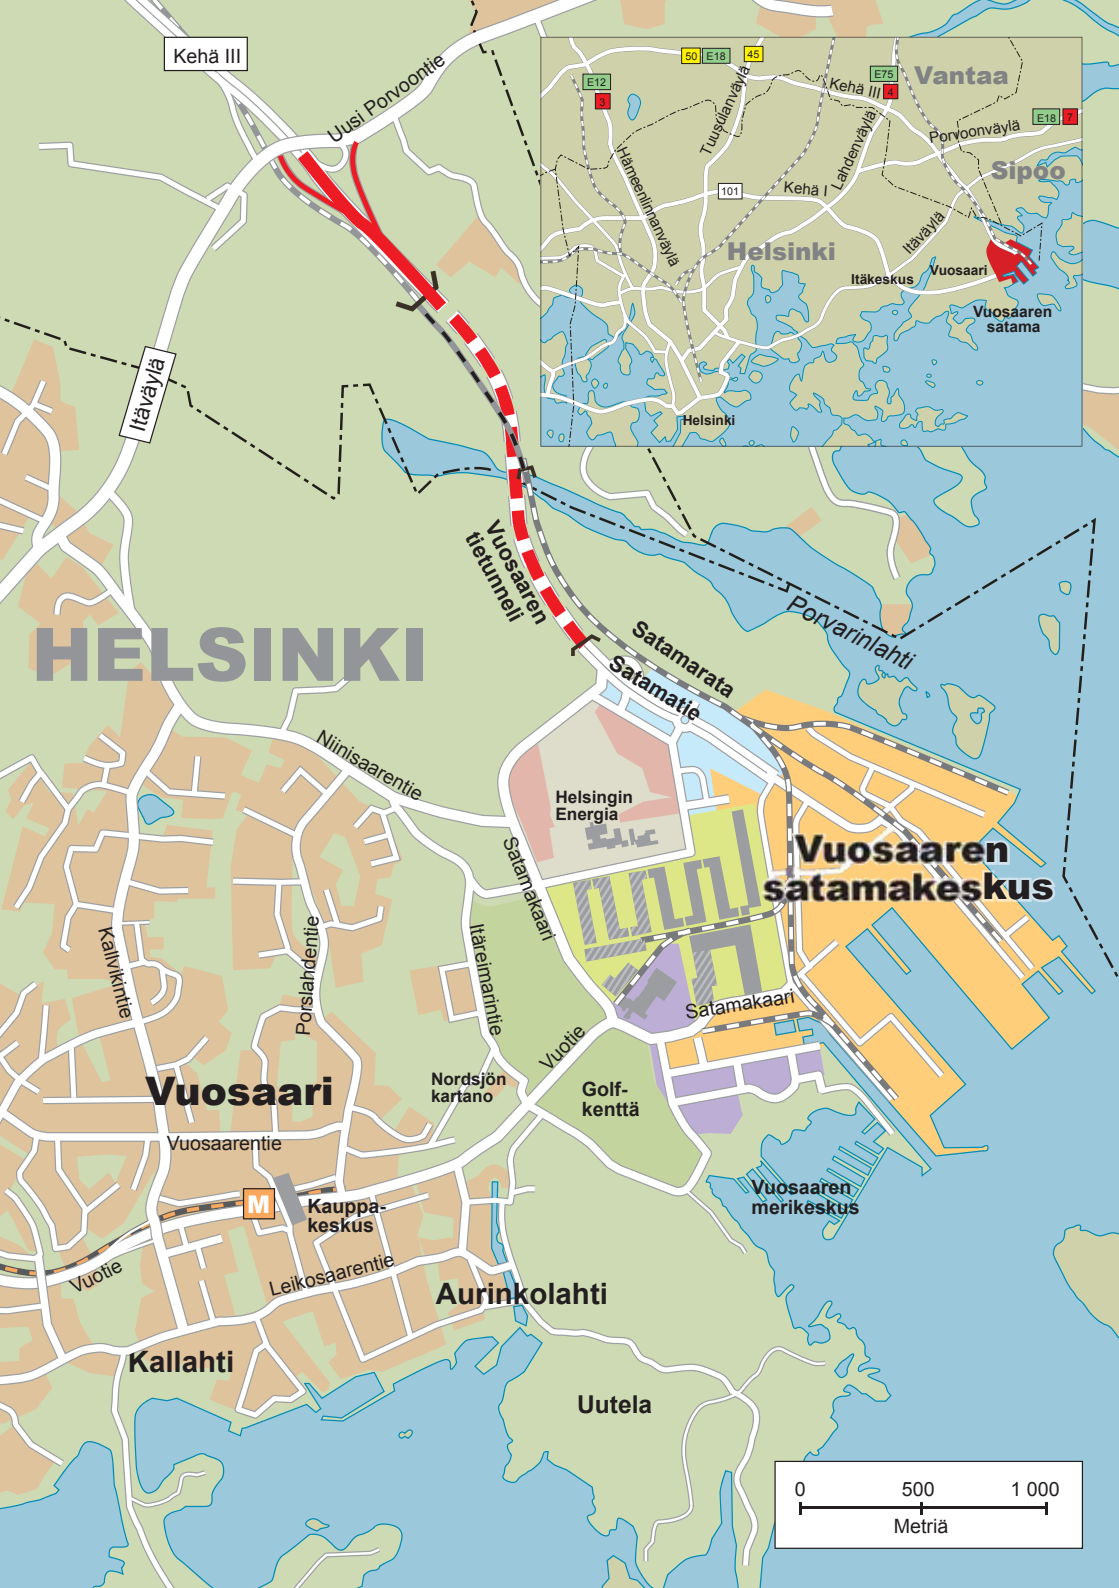 Kehä III
Uusi Porvoontie
Itäväylä
50
E18
45
E12
3
E75
4
Vantaa
Kehä III
E18
7
Tuusulanväylä
Hämeenlinnanväylä
Lahdenväylä
Porvoonväylä
Sipoo
101
Kehä I
Itäväylä
Helsinki
Itäkeskus
Vuosaari
Vuosaaren
satama
Helsinki
Vuosaaren
tietunneli
Porvarinlahti
HELSINKI
Satamarata
Satamatie
Niinisaarentie
Helsingin
Energia
Vuosaaren
satamakeskus
Satamakaari
Itäreimarintie
Kallvikintie
Porslahdentie
Satamakaari
Vuotie
Nordsjön
kartano
Golf-
kenttä
Vuosaari
Vuosaarentie
M
Kauppa-
keskus
Vuosaaren
merikeskus
Vuotie
Leikosaarentie
Aurinkolahti
Kallahti
Uutela
0 500 1 000
Metriä